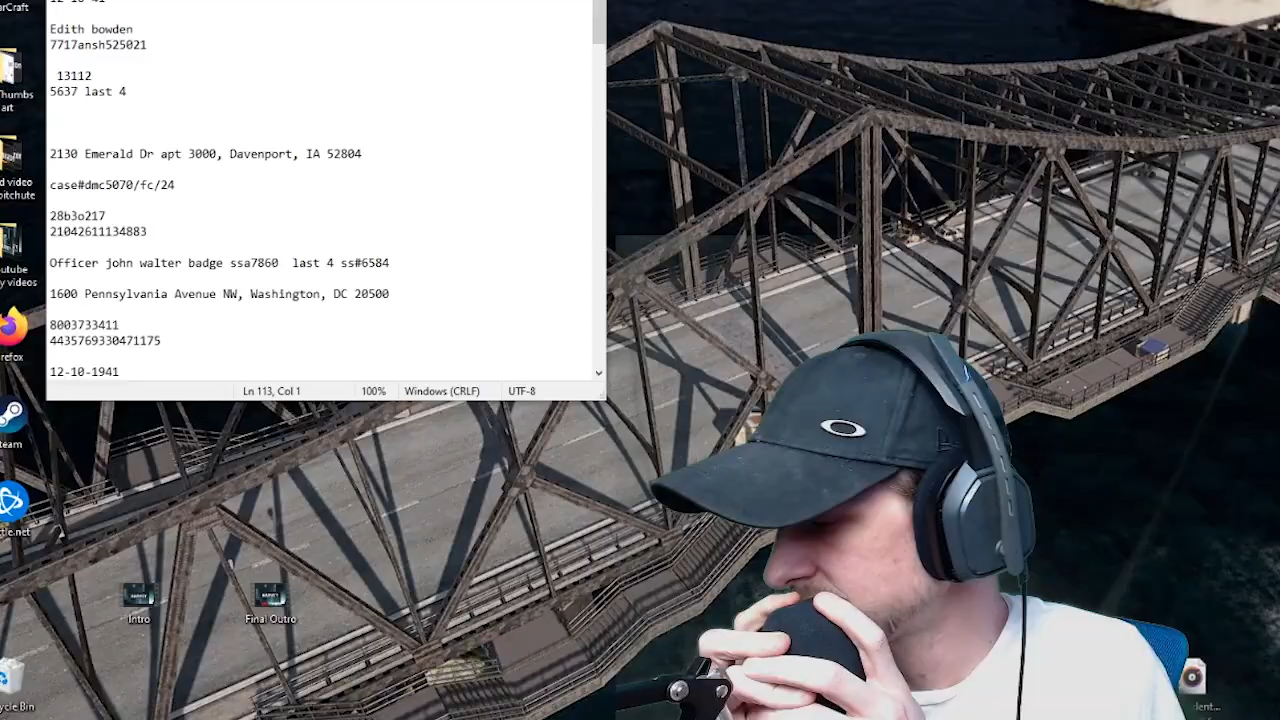 Edith bowden
7717ansh525021
13112
5637 last 4
2130 Emerald Dr apt 3000, Davenport, IA 52804
case#dmc5070/fc/24
28b3o217
21042611134883
Officer john walter badge ssa7860  last 4 ss#6584
1600 Pennsylvania Avenue NW, Washington, DC 20500
8003733411
4435769330471175
12-10-1941
Ln 113, Col 1
100%
Windows (CRLF)
UTF-8
art
Intro
Final Outro